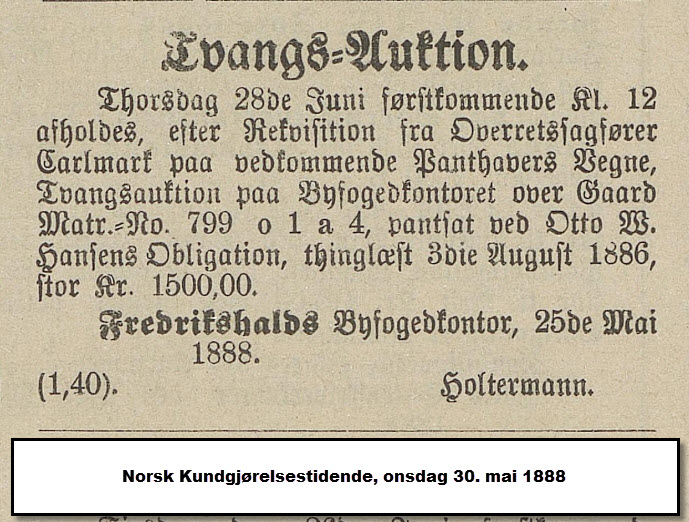 Tvangs-Auktion.
Thorsdag 28de Juni førstkommende Kl. 12
afholdes, efter Rekvisition fra Overretssagfører
Carlmark paa vedkommende Panthavers Vegne,
Tvangsauktion paa Byfogedkontoret over Gaard
Matr.-No. 799 o 1 a 4, pantsat ved Otto W.
Hansens Obligation, thinglæst 3die August 1886,
stor Kr. 1500,00.
Fredrikshalds Byfogedkontor, 25de Mai
1888.
(1,40). Holtermann.
Norsk Kundgjørelsestidende, onsdag 30. mai 1888